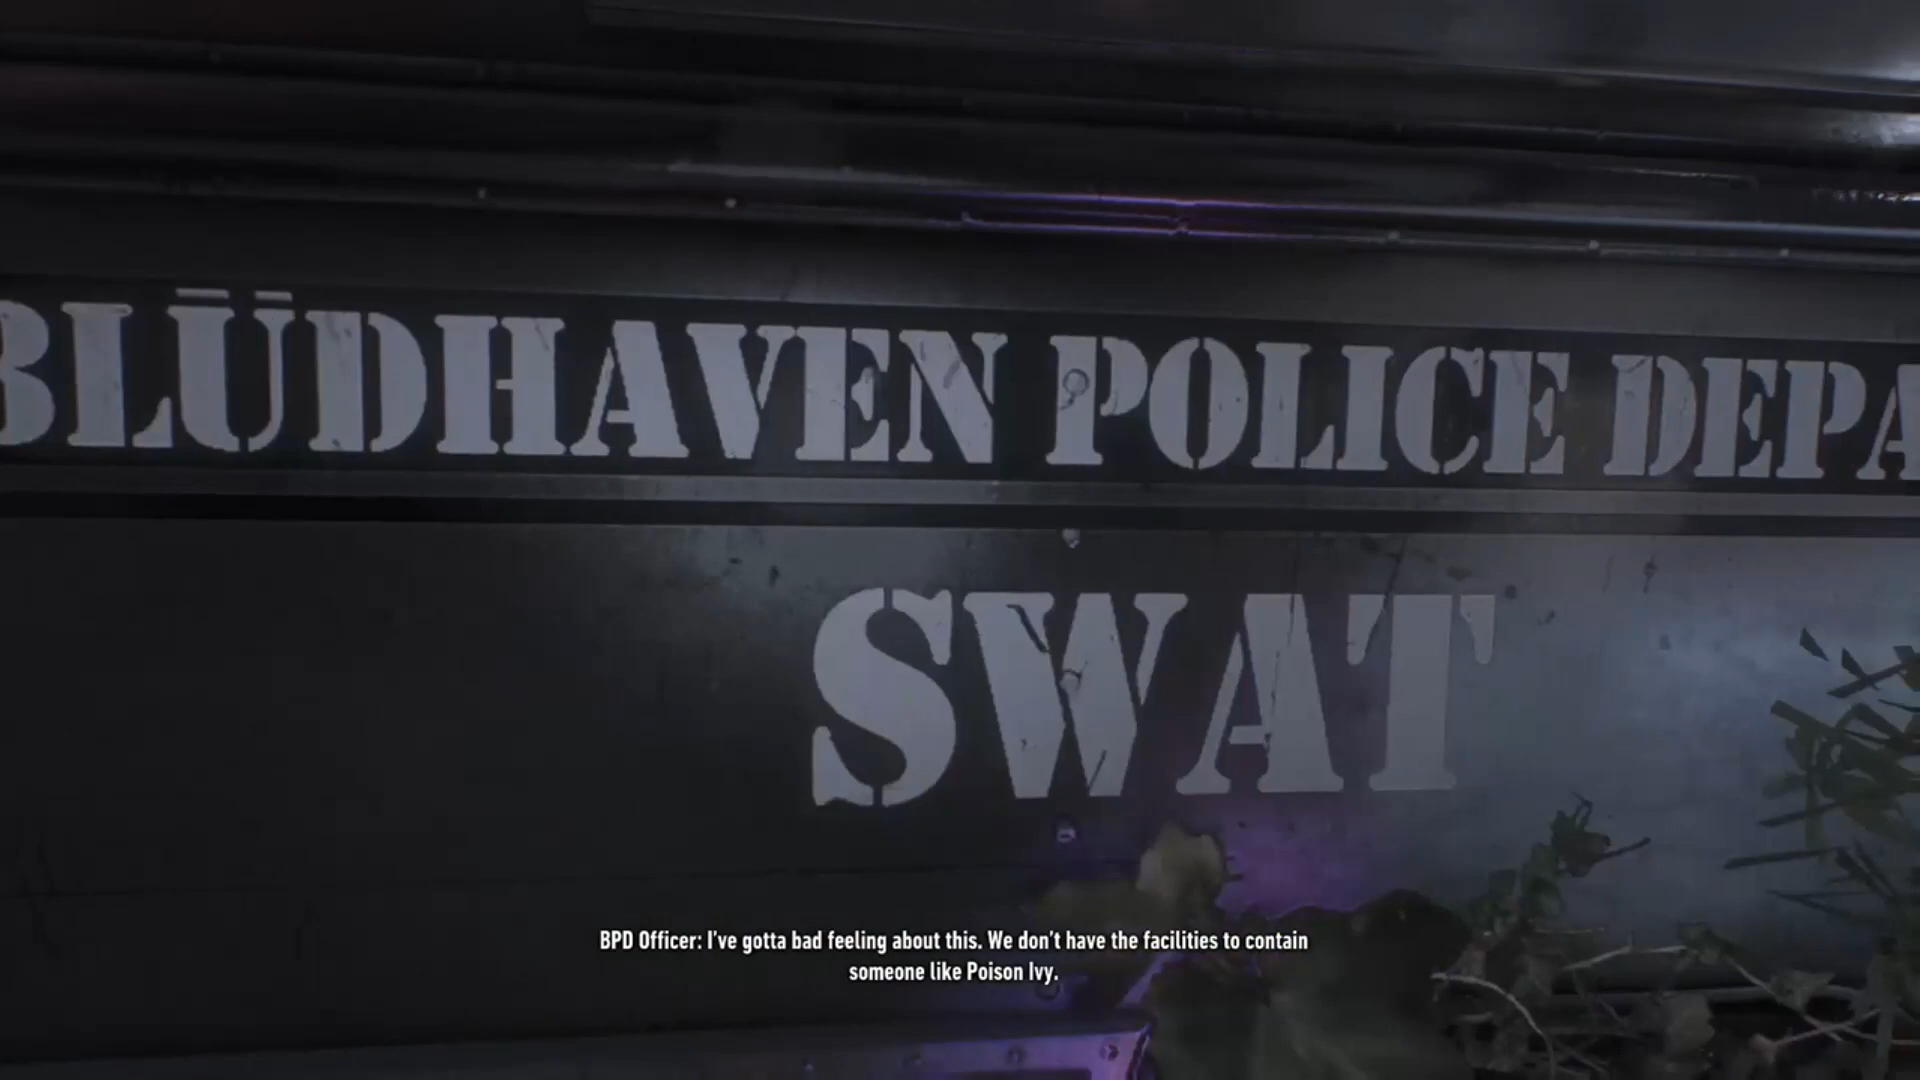 BLÜDHAVEN POLICE DEPA
SWAT
BPD Officer: I've gotta bad feeling about this. We don't have the facilities to contain
someone like Poison Ivy.